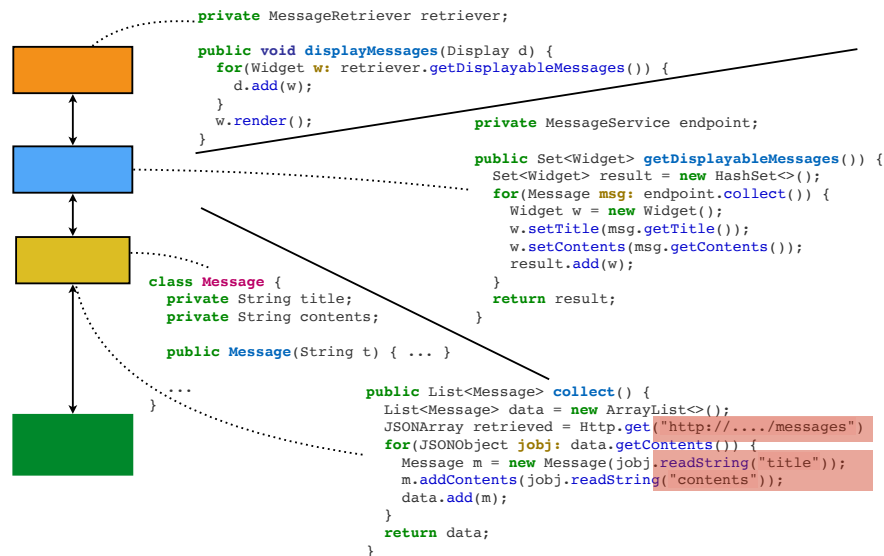 private MessageRetriever retriever;
public void displayMessages(Display d) {
for(Widget w: retriever.getDisplayableMessages()) {
d.add(w);
}
w.render();
}
private MessageService endpoint;
public Set<Widget> getDisplayableMessages()) {
Set<Widget> result = new HashSet<>();
for(Message msg: endpoint.collect()) {
Widget w = new Widget();
w.setTitle(msg.getTitle());
w.setContents(msg.getContents());
result.add(w);
}
return result;
}
class Message {
private String title;
private String contents;
public Message(String t) { ... }
...
}
public List<Message> collect() {
List<Message> data = new ArrayList<>();
JSONArray retrieved = Http.get("http://..../messages")
for(JSONObject jobj: data.getContents()) {
Message m = new Message(jobj.readString("title"));
m.addContents(jobj.readString("contents"));
data.add(m);
}
return data;
}